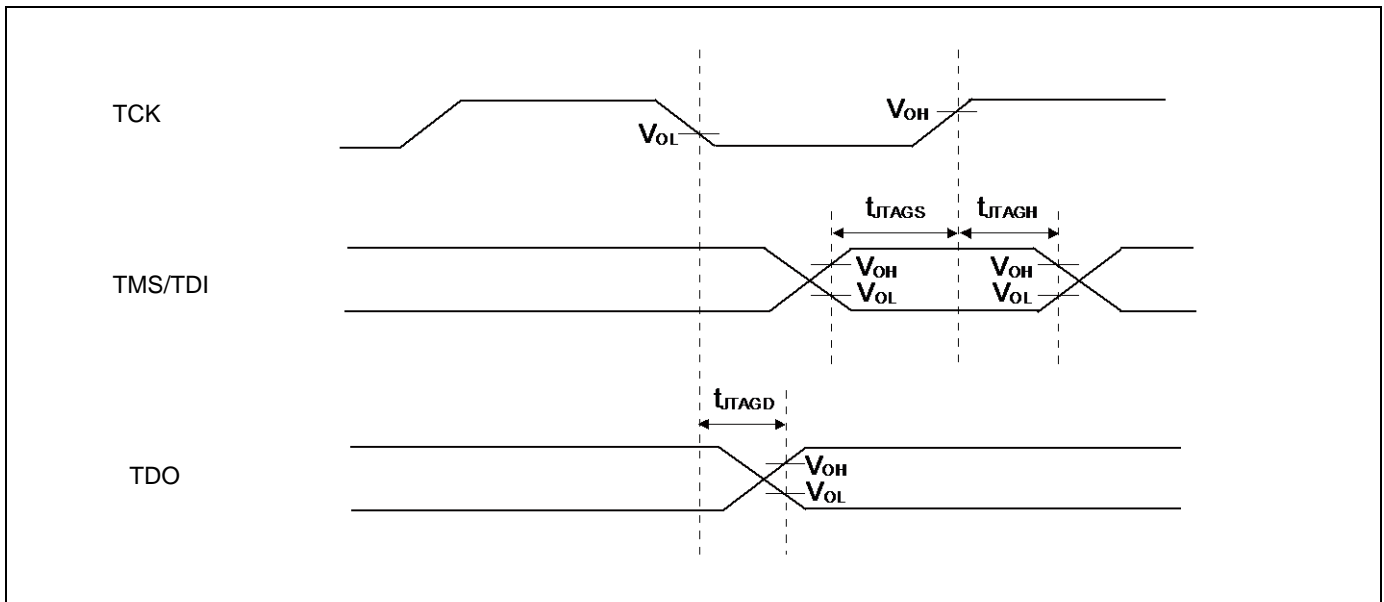 TCK
VOL
VOH
tJTAGS
tJTAGH
TMS/TDI
VOH
VOL
VOH
VOL
tJTAGD
TDO
VOH
VOL